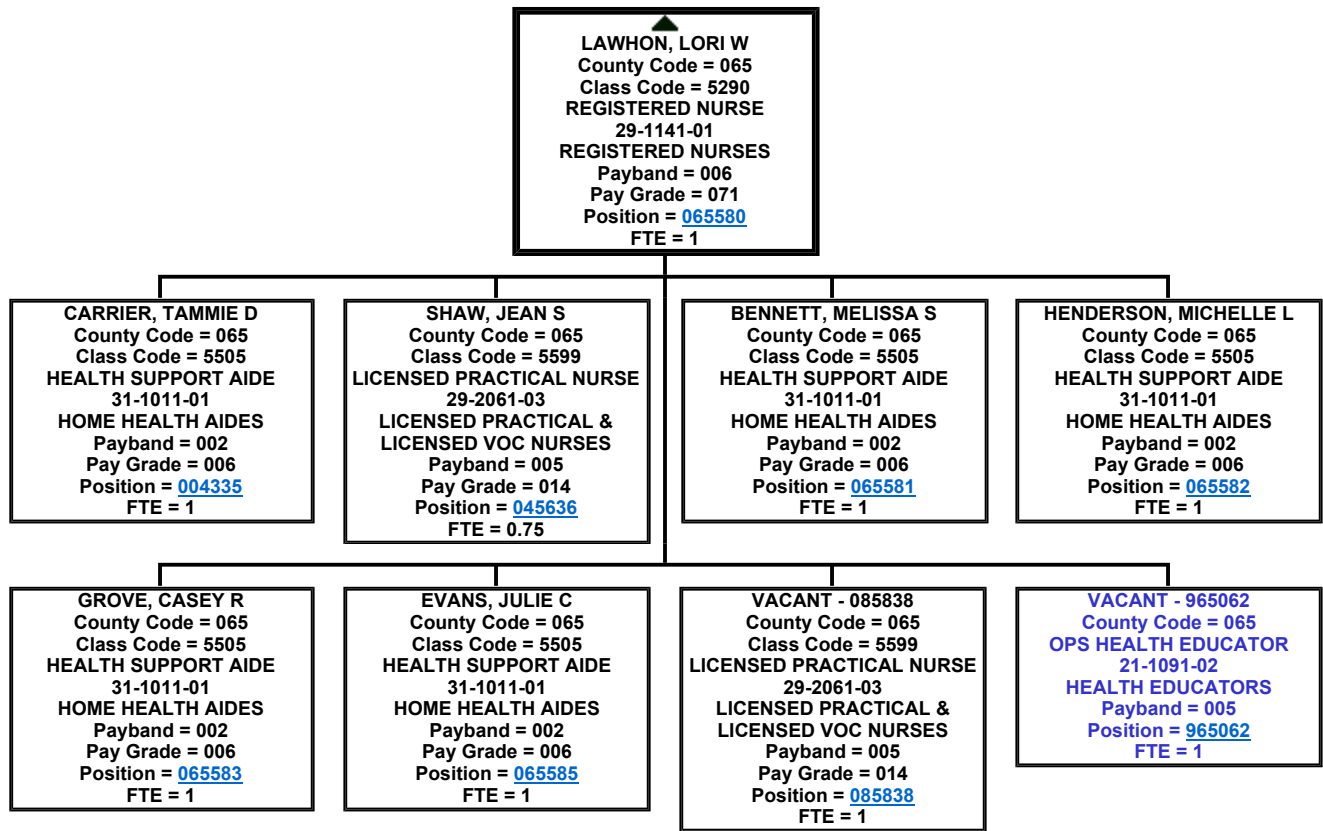 LAWHON, LORI W
County Code = 065
Class Code = 5290
REGISTERED NURSE
29-1141-01
REGISTERED NURSES
Payband = 006
Pay Grade = 071
Position = 065580
FTE = 1
CARRIER, TAMMIE D
County Code = 065
Class Code = 5505
HEALTH SUPPORT AIDE
31-1011-01
HOME HEALTH AIDES
Payband = 002
Pay Grade = 006
Position = 004335
FTE = 1
SHAW, JEAN S
County Code = 065
Class Code = 5599
LICENSED PRACTICAL NURSE
29-2061-03
LICENSED PRACTICAL &
LICENSED VOC NURSES
Payband = 005
Pay Grade = 014
Position = 045636
FTE = 0.75
BENNETT, MELISSA S
County Code = 065
Class Code = 5505
HEALTH SUPPORT AIDE
31-1011-01
HOME HEALTH AIDES
Payband = 002
Pay Grade = 006
Position = 065581
FTE = 1
HENDERSON, MICHELLE L
County Code = 065
Class Code = 5505
HEALTH SUPPORT AIDE
31-1011-01
HOME HEALTH AIDES
Payband = 002
Pay Grade = 006
Position = 065582
FTE = 1
GROVE, CASEY R
County Code = 065
Class Code = 5505
HEALTH SUPPORT AIDE
31-1011-01
HOME HEALTH AIDES
Payband = 002
Pay Grade = 006
Position = 065583
FTE = 1
EVANS, JULIE C
County Code = 065
Class Code = 5505
HEALTH SUPPORT AIDE
31-1011-01
HOME HEALTH AIDES
Payband = 002
Pay Grade = 006
Position = 065585
FTE = 1
VACANT - 085838
County Code = 065
Class Code = 5599
LICENSED PRACTICAL NURSE
29-2061-03
LICENSED PRACTICAL &
LICENSED VOC NURSES
Payband = 005
Pay Grade = 014
Position = 085838
FTE = 1
VACANT - 965062
County Code = 065
OPS HEALTH EDUCATOR
21-1091-02
HEALTH EDUCATORS
Payband = 005
Position = 965062
FTE = 1